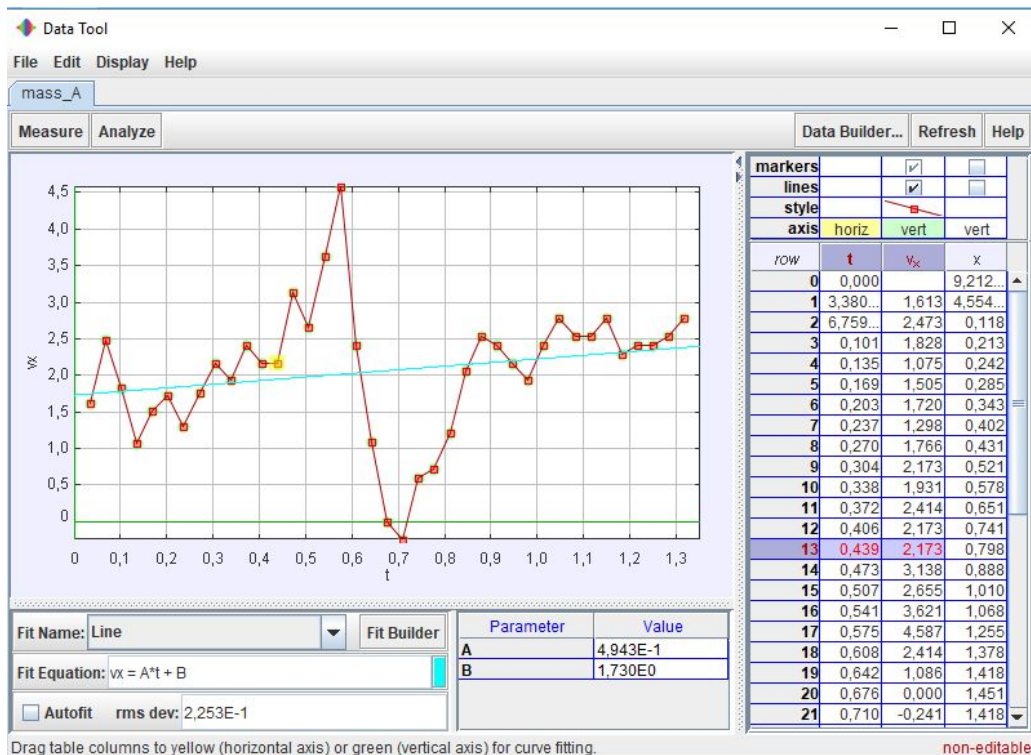 Data Tool
File Edit Display Help
mass_A
Measure Analyze Data Builder... Refresh Help
4,5
4,0
3,5
3,0
2,5
2,0
1,5
1,0
0,5
0
vx
0 0,1 0,2 0,3 0,4 0,5 0,6 0,7 0,8 0,9 1,0 1,1 1,2 1,3
t
markers
lines
style
axis horiz vert vert
row t vx x
0 0,000 9,212...
1 3,380... 1,613 4,554...
2 6,759... 2,473 0,118
3 0,101 1,828 0,213
4 0,135 1,075 0,242
5 0,169 1,505 0,285
6 0,203 1,720 0,343
7 0,237 1,298 0,402
8 0,270 1,766 0,431
9 0,304 2,173 0,521
10 0,338 1,931 0,578
11 0,372 2,414 0,651
12 0,406 2,173 0,741
13 0,439 2,173 0,798
14 0,473 3,138 0,888
15 0,507 2,655 1,010
16 0,541 3,621 1,068
17 0,575 4,587 1,255
18 0,608 2,414 1,378
19 0,642 1,086 1,418
20 0,676 0,000 1,451
21 0,710 -0,241 1,418
Fit Name: Line Fit Builder
Fit Equation: vx = A*t + B
Autofit rms dev: 2,253E-1
Parameter Value
A 4,943E-1
B 1,730E0
Drag table columns to yellow (horizontal axis) or green (vertical axis) for curve fitting. non-editable